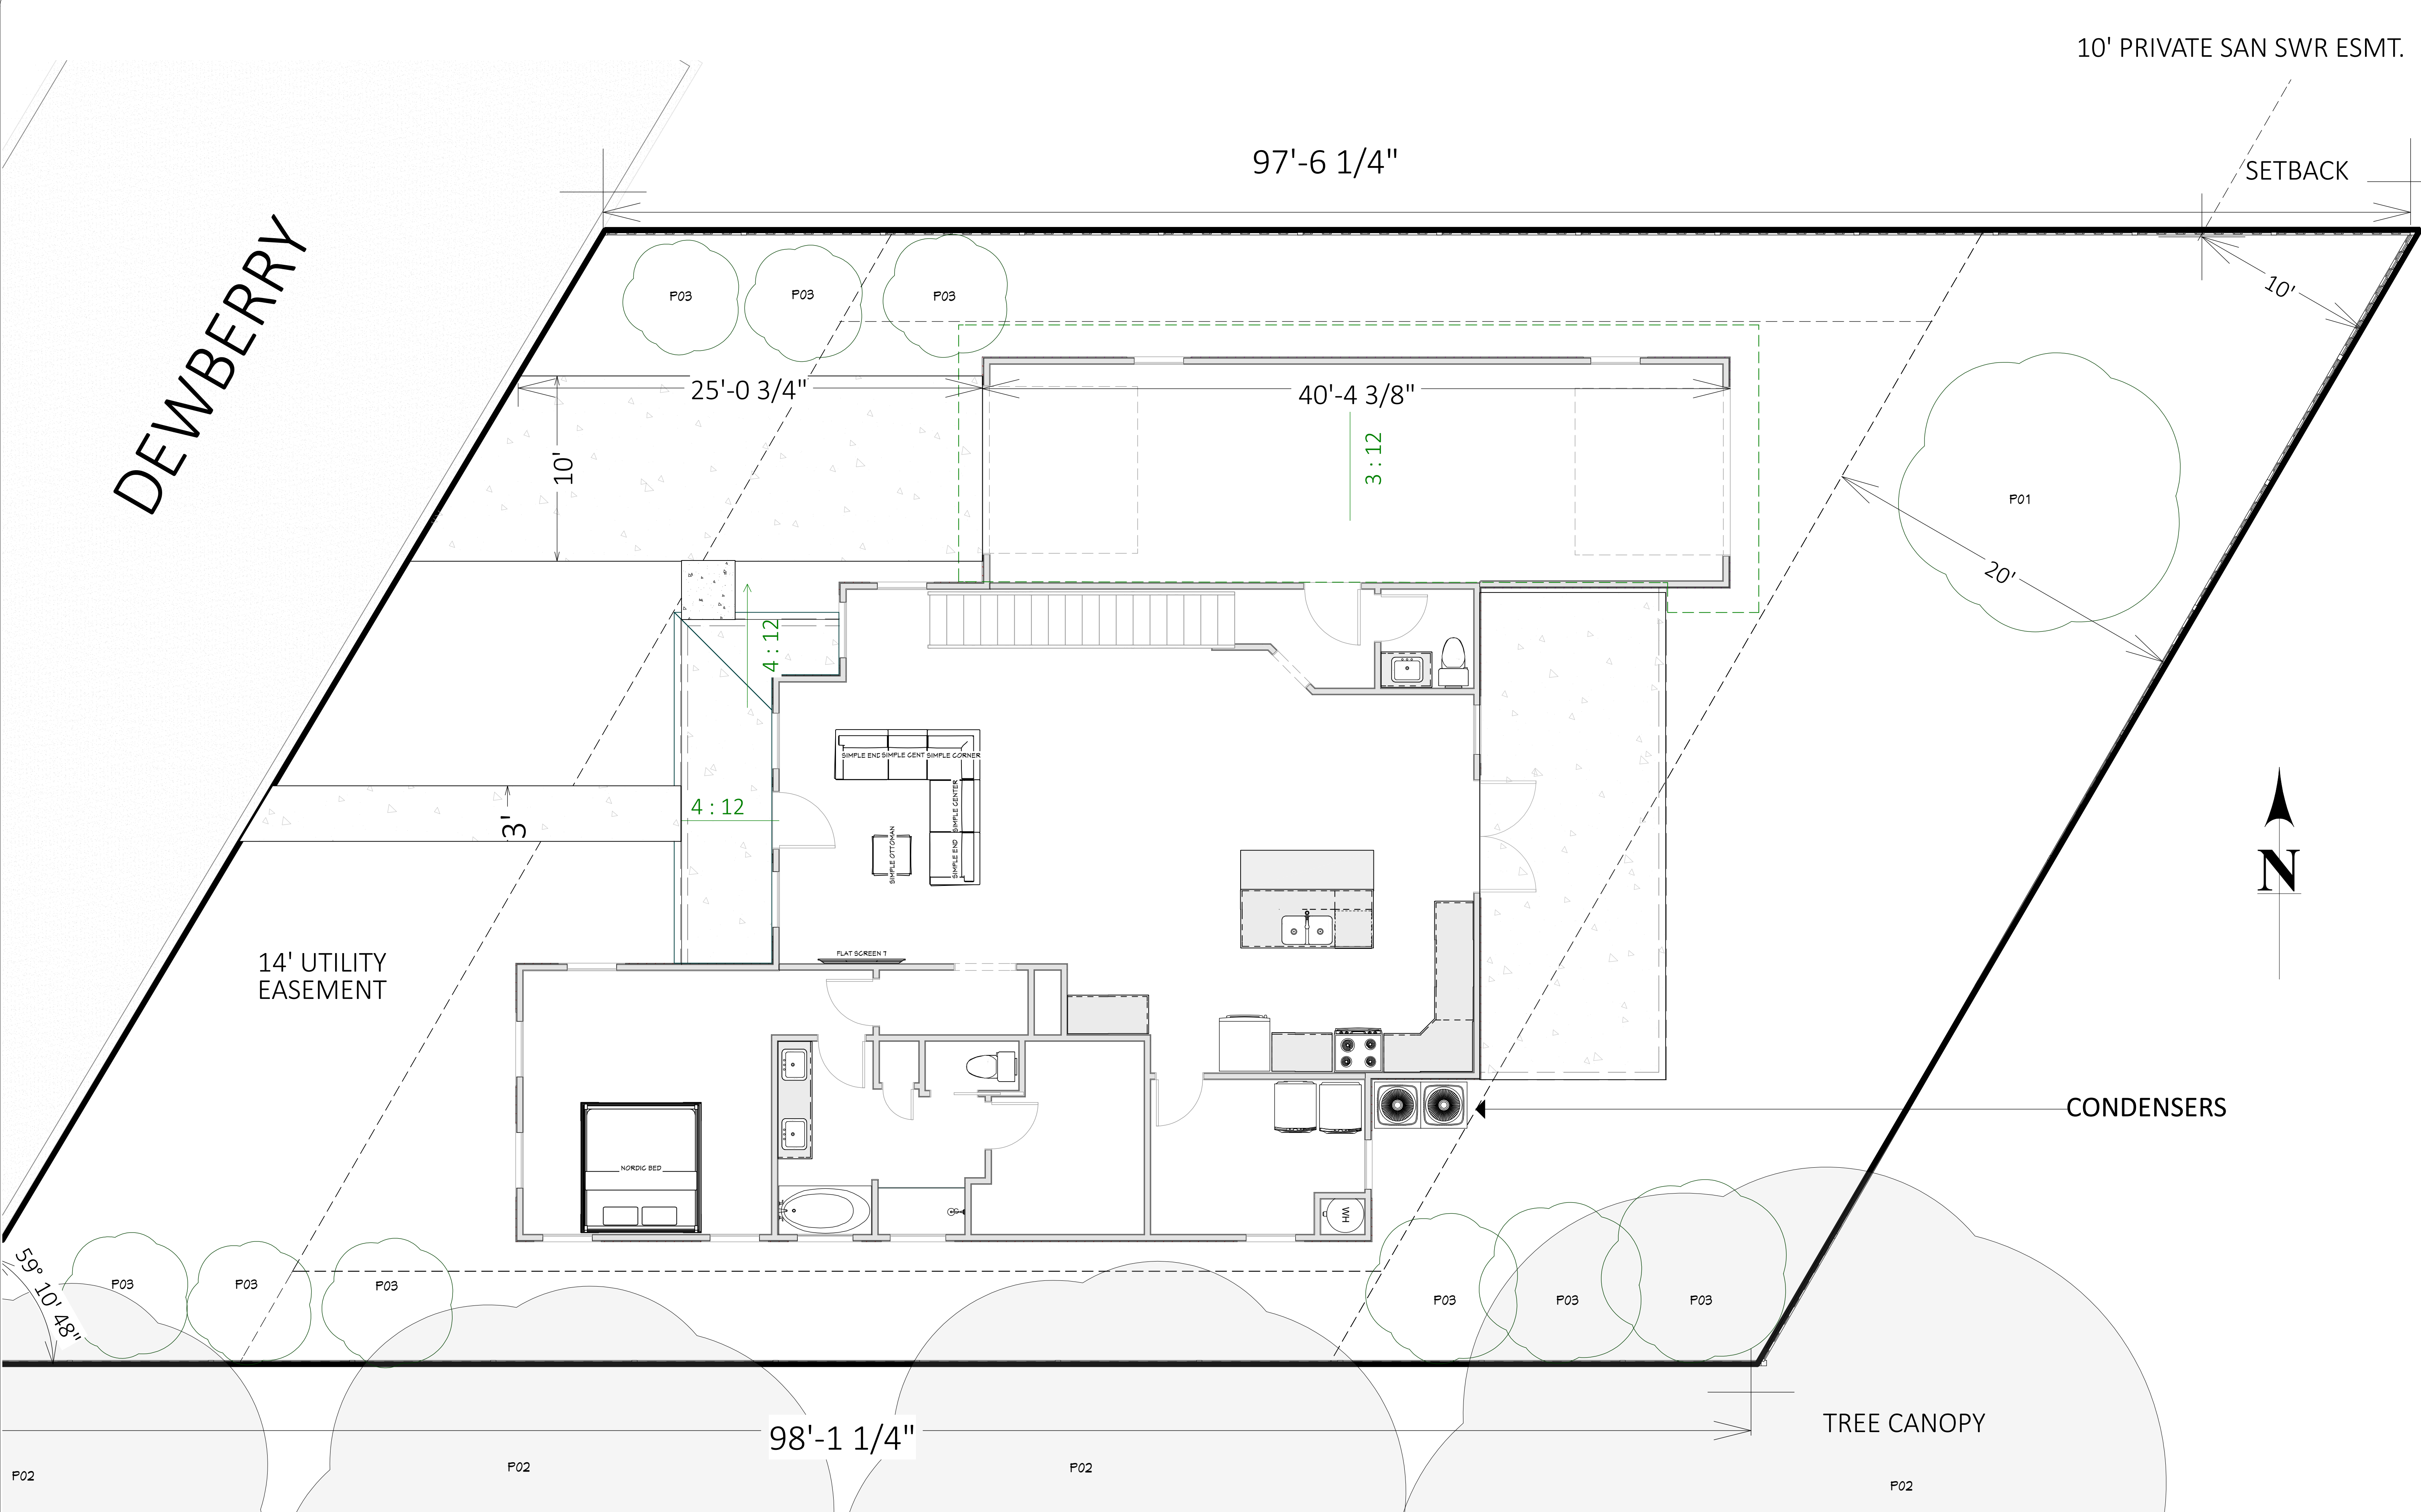 10' PRIVATE SAN SWR ESMT.
97'-6 1/4"
SETBACK
DEWBERRY
10'
P03
P03
P03
25'-0 3/4"
40'-4 3/8"
10'
3 : 12
P01
20'
4 : 12
SIMPLE END
SIMPLE CENT
SIMPLE CORNER
SIMPLE CENTER
SIMPLE END
SIMPLE OTTOMAN
4 : 12
3'
N
FLAT SCREEN T
14' UTILITY
EASEMENT
CONDENSERS
NORDIC BED
WH
59° 10' 48"
P03
P03
P03
P03
P03
P03
98'-1 1/4"
TREE CANOPY
P02
P02
P02
P02